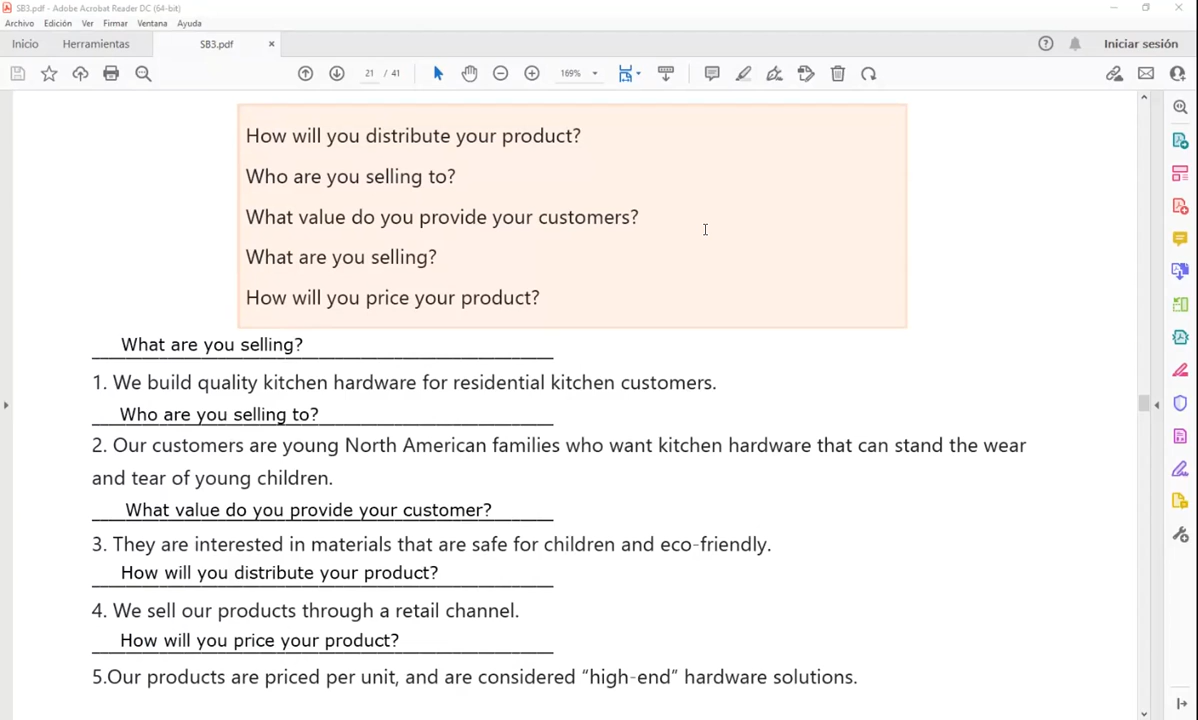 SB3.pdf - Adobe Acrobat Reader DC (64-bit)
Archivo Edición Ver Firmar Ventana Ayuda
Inicio Herramientas SB3.pdf × Iniciar sesión
21 / 41 169%
How will you distribute your product?
Who are you selling to?
What value do you provide your customers?
What are you selling?
How will you price your product?
What are you selling?
1. We build quality kitchen hardware for residential kitchen customers.
Who are you selling to?
2. Our customers are young North American families who want kitchen hardware that can stand the wear
and tear of young children.
What value do you provide your customer?
3. They are interested in materials that are safe for children and eco-friendly.
How will you distribute your product?
4. We sell our products through a retail channel.
How will you price your product?
5.Our products are priced per unit, and are considered “high-end” hardware solutions.